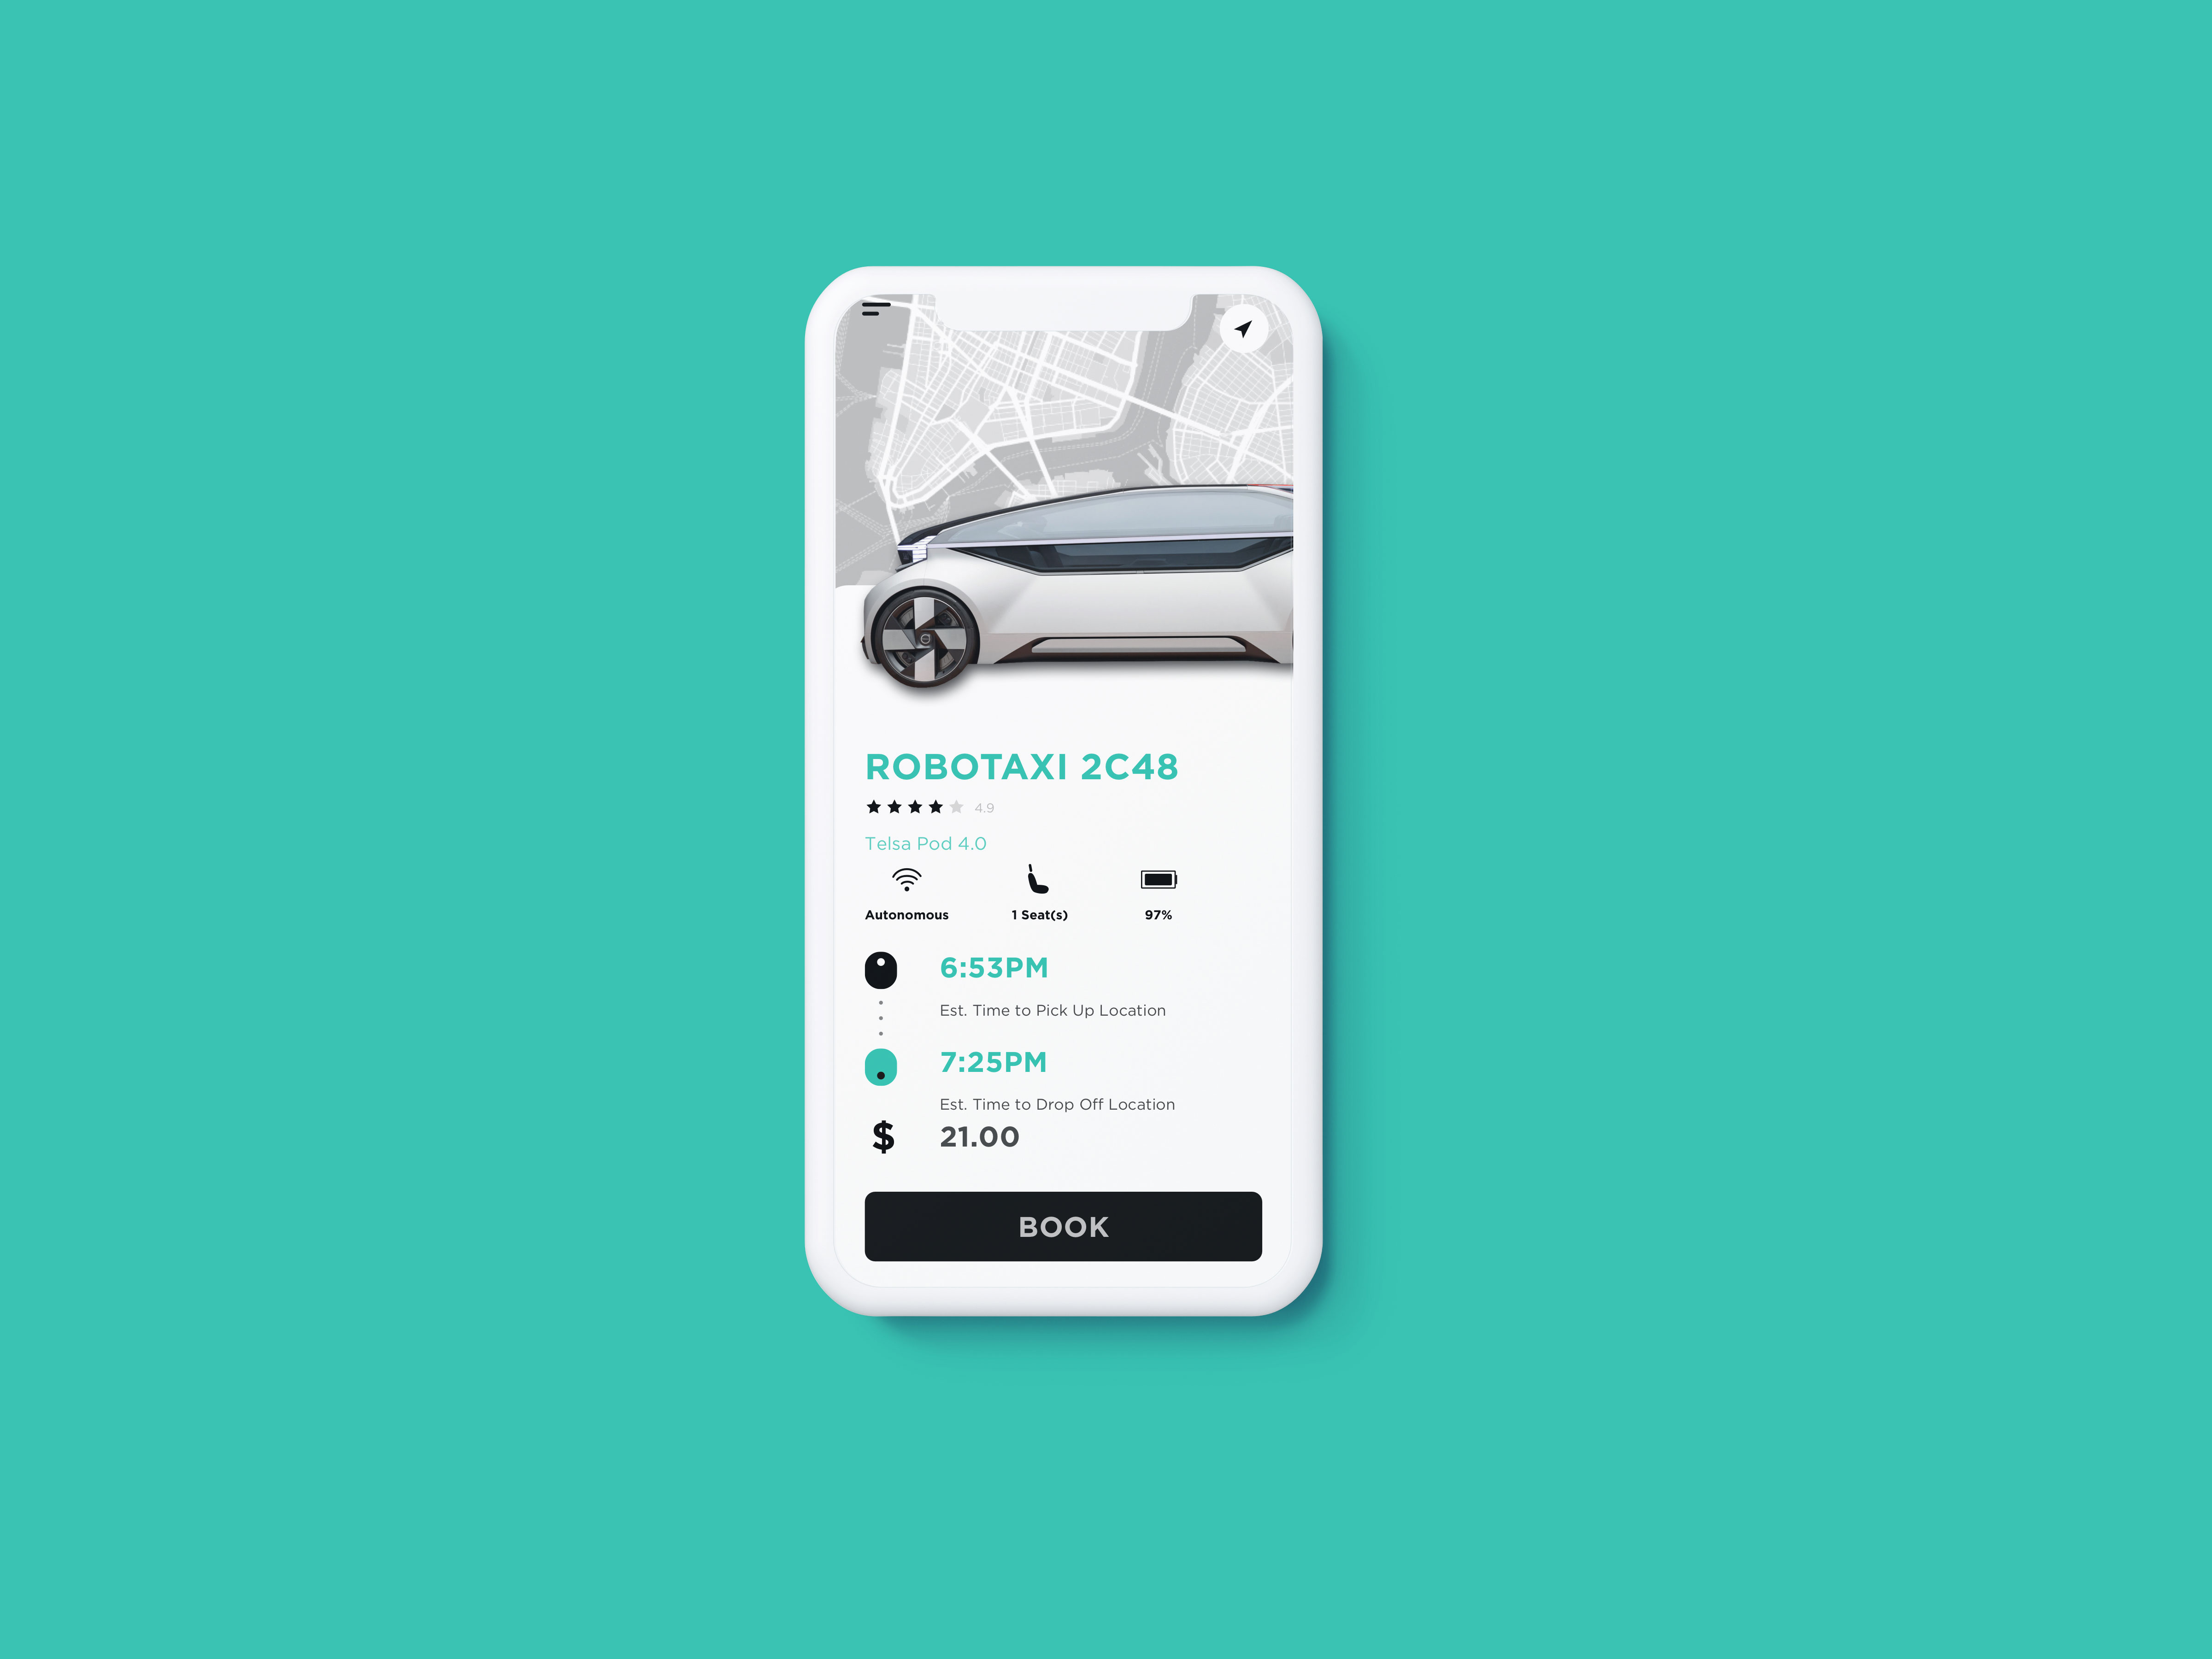 ROBOTAXI 2C48
4.9
Telsa Pod 4.0
Autonomous 1 Seat(s) 97%
6:53PM
Est. Time to Pick Up Location
7:25PM
Est. Time to Drop Off Location
$ 21.00
BOOK